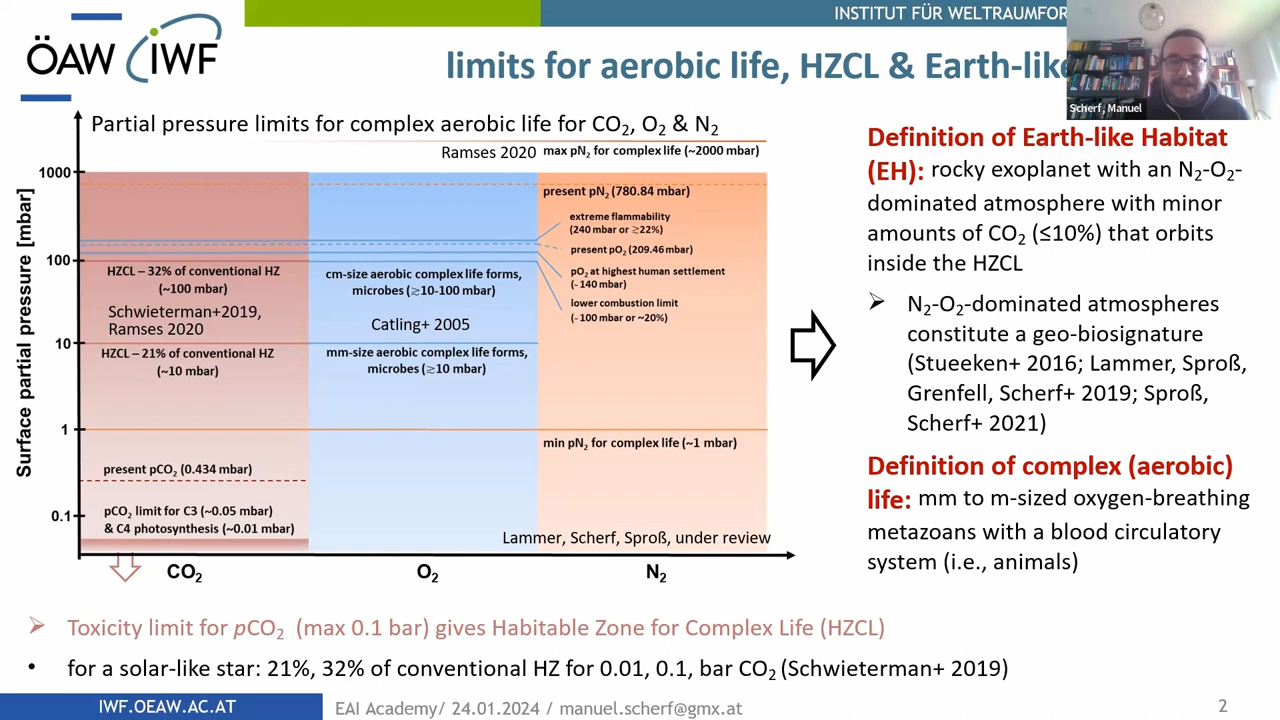 INSTITUT FÜR WELTRAUMFOR
ÖAW IWF
limits for aerobic life, HZCL & Earth-like
Scherf, Manuel
Partial pressure limits for complex aerobic life for CO₂, O₂ & N₂
Ramses 2020
max pN₂ for complex life (~2000 mbar)
Surface partial pressure [mbar]
1000
100
10
1
0.1
present pN₂ (780.84 mbar)
extreme flammability
(240 mbar or ≳22%)
present pO₂ (209.46 mbar)
pO₂ at highest human settlement
(~ 140 mbar)
lower combustion limit
(~ 100 mbar or ~20%)
HZCL – 32% of conventional HZ
(~100 mbar)
Schwieterman+2019,
Ramses 2020
HZCL – 21% of conventional HZ
(~10 mbar)
cm-size aerobic complex life forms,
microbes (≳10-100 mbar)
Catling+ 2005
mm-size aerobic complex life forms,
microbes (≳10 mbar)
min pN₂ for complex life (~1 mbar)
present pCO₂ (0.434 mbar)
pCO₂ limit for C3 (~0.05 mbar)
& C4 photosynthesis (~0.01 mbar)
Lammer, Scherf, Sproß, under review
CO₂
O₂
N₂
Definition of Earth-like Habitat
(EH): rocky exoplanet with an N₂-O₂-
dominated atmosphere with minor
amounts of CO₂ (≤10%) that orbits
inside the HZCL
➢ N₂-O₂-dominated atmospheres
constitute a geo-biosignature
(Stueeken+ 2016; Lammer, Sproß,
Grenfell, Scherf+ 2019; Sproß,
Scherf+ 2021)
Definition of complex (aerobic)
life: mm to m-sized oxygen-breathing
metazoans with a blood circulatory
system (i.e., animals)
➢ Toxicity limit for pCO₂ (max 0.1 bar) gives Habitable Zone for Complex Life (HZCL)
• for a solar-like star: 21%, 32% of conventional HZ for 0.01, 0.1, bar CO₂ (Schwieterman+ 2019)
IWF.OEAW.AC.AT
EAI Academy/ 24.01.2024 / manuel.scherf@gmx.at
2